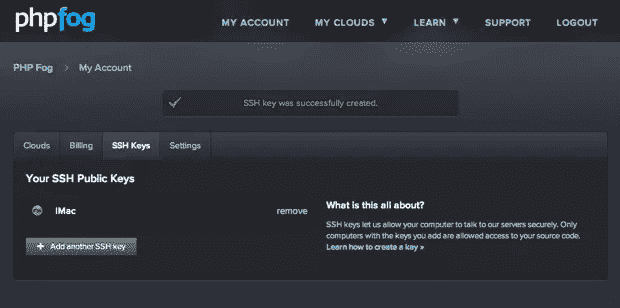 phpfog
MY ACCOUNT MY CLOUDS LEARN SUPPORT LOGOUT
PHP Fog > My Account
SSH key was successfully created.
Clouds Billing SSH Keys Settings
Your SSH Public Keys
iMac remove
+ Add another SSH key
What is this all about?
SSH keys let us allow your computer to talk to our servers securely. Only
computers with the keys you add are allowed access to your source code.
Learn how to create a key »